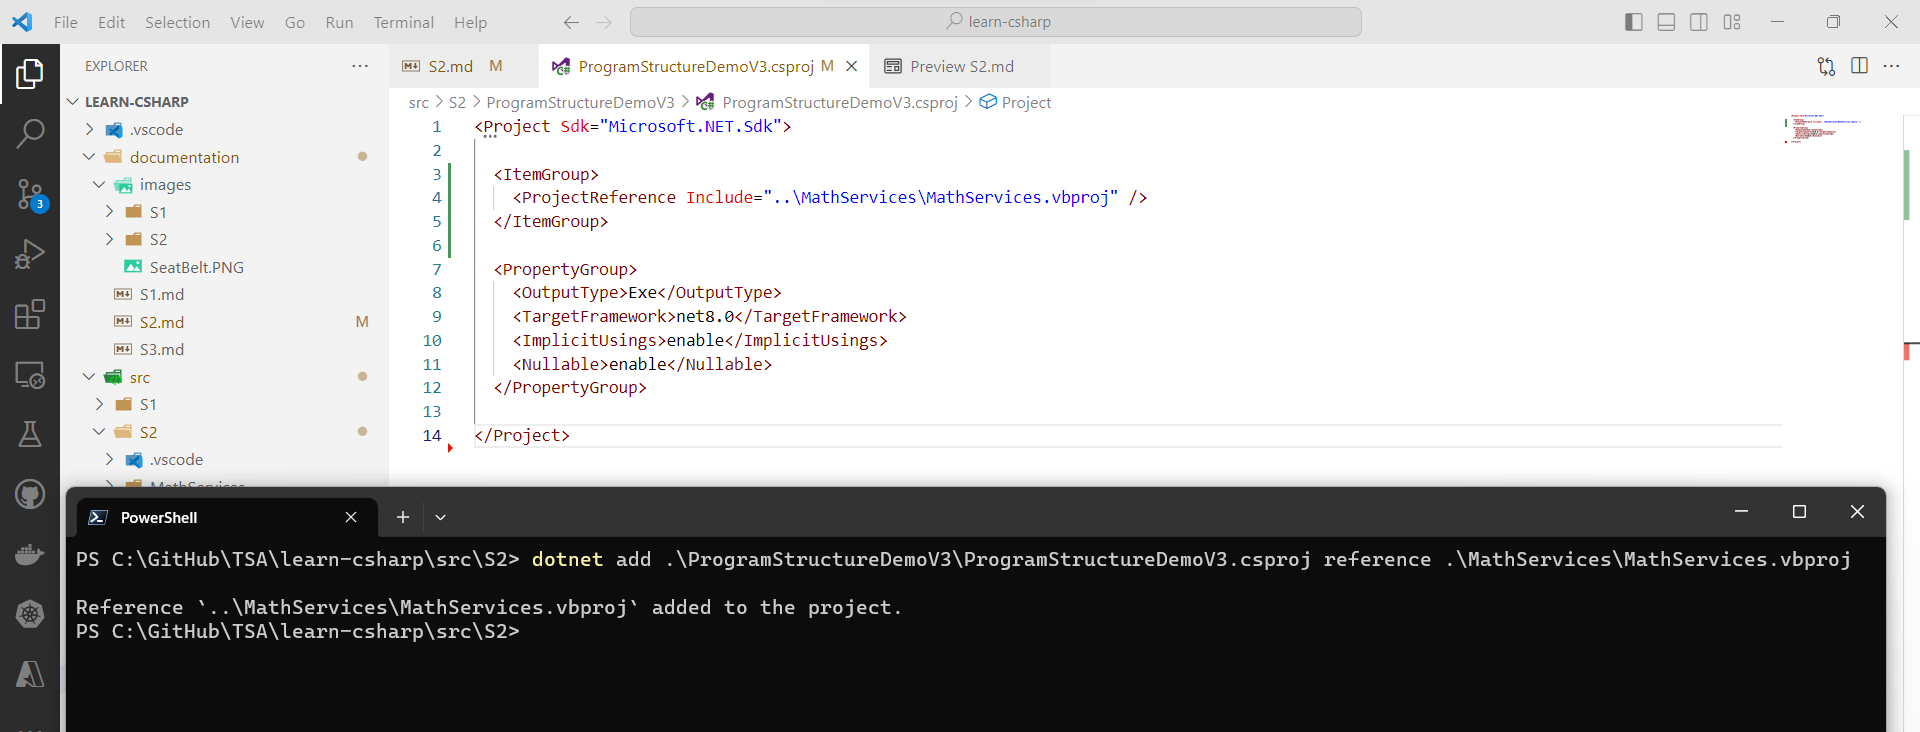 File Edit Selection View Go Run Terminal Help learn-csharp
EXPLORER
LEARN-CSHARP
.vscode
documentation
images
S1
S2
SeatBelt.PNG
S1.md
S2.md M
S3.md
src
S1
S2
.vscode
MathServices
3
S2.md M ProgramStructureDemoV3.csproj M Preview S2.md
src > S2 > ProgramStructureDemoV3 > ProgramStructureDemoV3.csproj > Project
1 <Project Sdk="Microsoft.NET.Sdk">
2
3 <ItemGroup>
4 <ProjectReference Include="..\MathServices\MathServices.vbproj" />
5 </ItemGroup>
6
7 <PropertyGroup>
8 <OutputType>Exe</OutputType>
9 <TargetFramework>net8.0</TargetFramework>
10 <ImplicitUsings>enable</ImplicitUsings>
11 <Nullable>enable</Nullable>
12 </PropertyGroup>
13
14 </Project>
PowerShell
PS C:\GitHub\TSA\learn-csharp\src\S2> dotnet add .\ProgramStructureDemoV3\ProgramStructureDemoV3.csproj reference .\MathServices\MathServices.vbproj
Reference `..\MathServices\MathServices.vbproj` added to the project.
PS C:\GitHub\TSA\learn-csharp\src\S2>